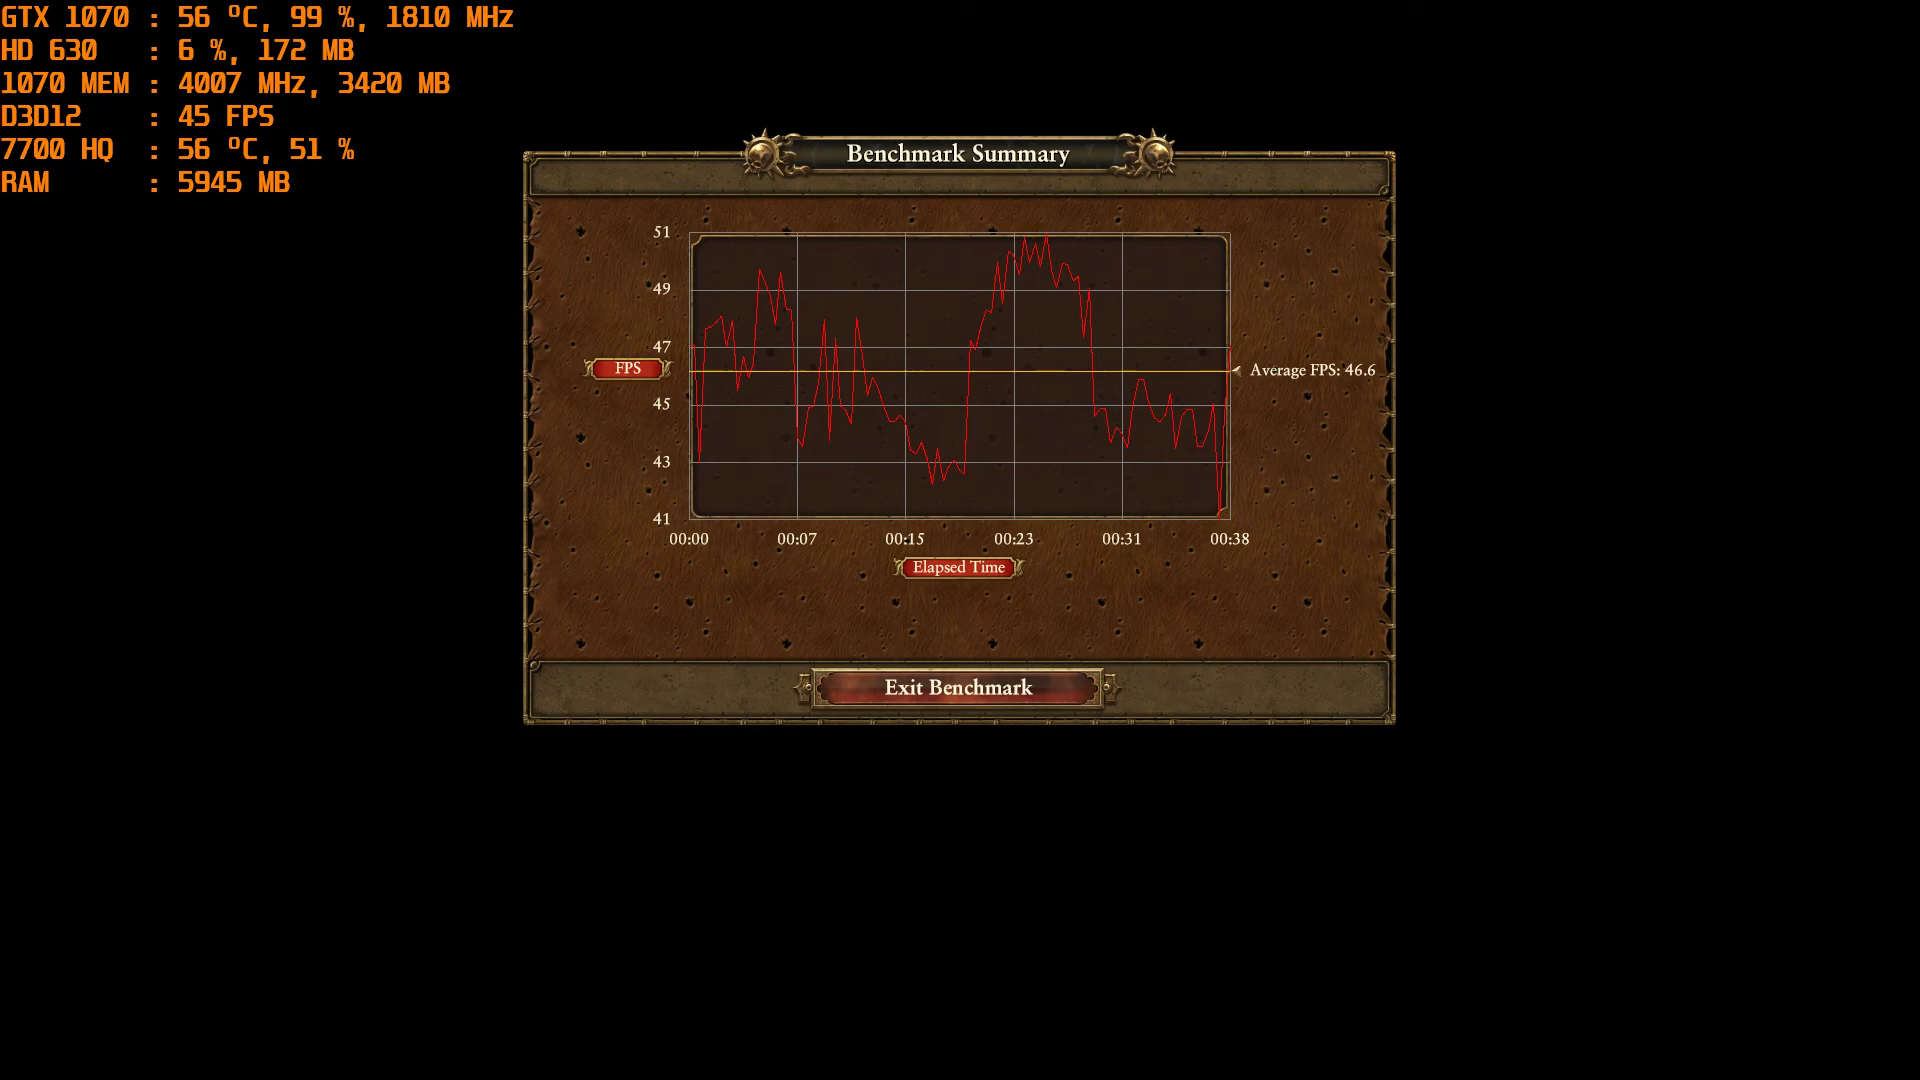 GTX 1070 : 56 ºC, 99 %, 1810 MHz
HD 630 : 6 %, 172 MB
1070 MEM : 4007 MHz, 3420 MB
D3D12 : 45 FPS
7700 HQ : 56 ºC, 51 %
RAM : 5945 MB
Benchmark Summary
51
49
47
FPS
Average FPS: 46.6
45
43
41
00:00 00:07 00:15 00:23 00:31 00:38
Elapsed Time
Exit Benchmark